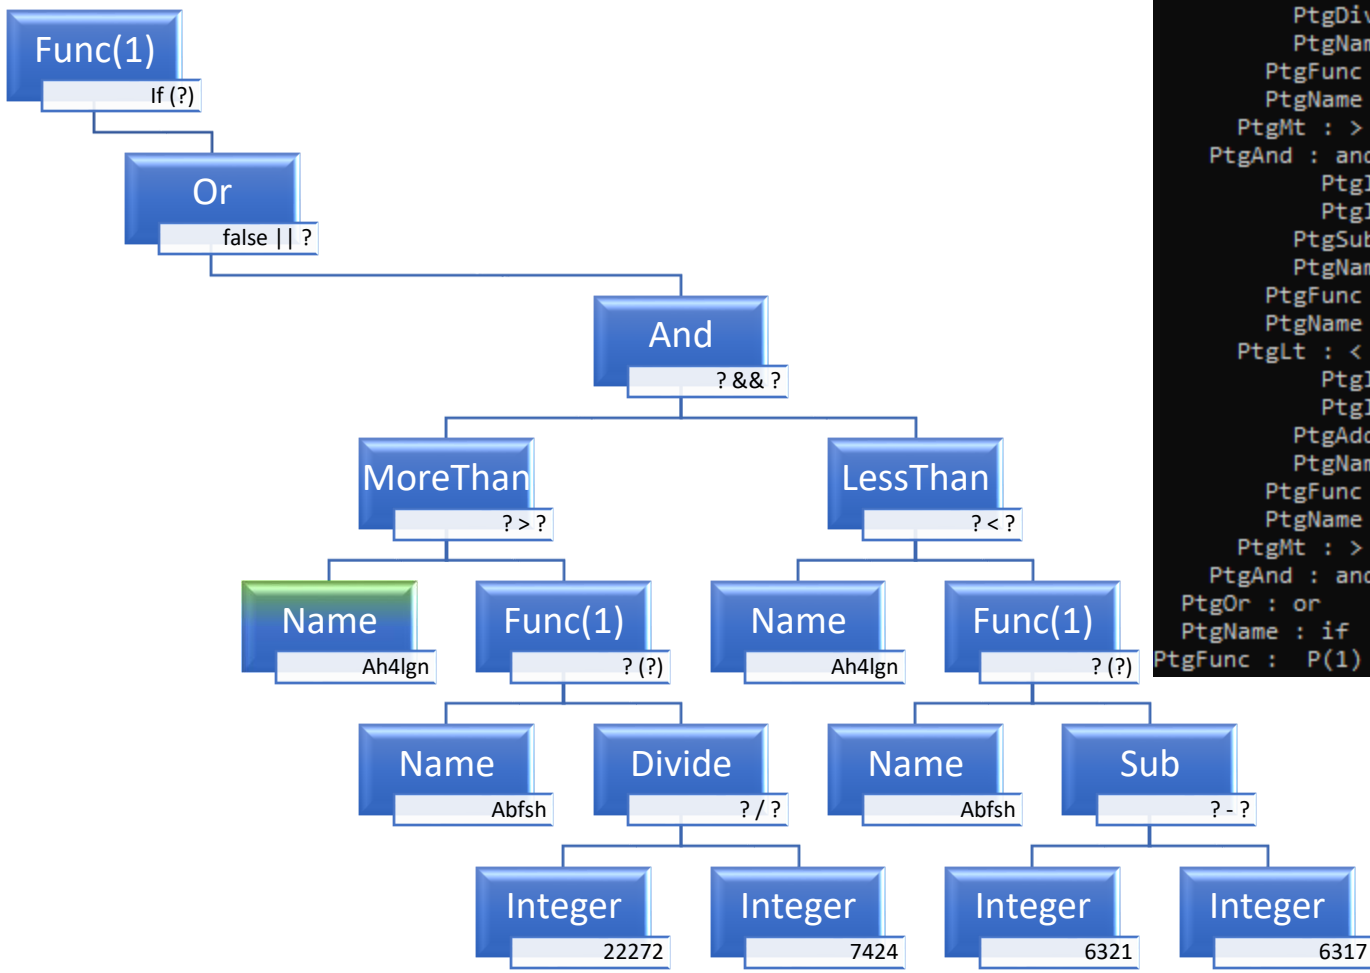 Func(1)
If (?)
Or
false || ?
And
? && ?
MoreThan
? > ?
LessThan
? < ?
Name
Ah4lgn
Func(1)
? (?)
Name
Ah4lgn
Func(1)
? (?)
Name
Abfsh
Divide
? / ?
Name
Abfsh
Sub
? - ?
Integer
22272
Integer
7424
Integer
6321
Integer
6317
PtgFunc
PtgName
PtgMt : >
PtgAnd :
PtgFunc
PtgName
PtgLt : <
PtgFunc
PtgName
PtgMt : >
PtgAnd :
PtgOr : or
PtgName : if
PtgFunc : P(1)